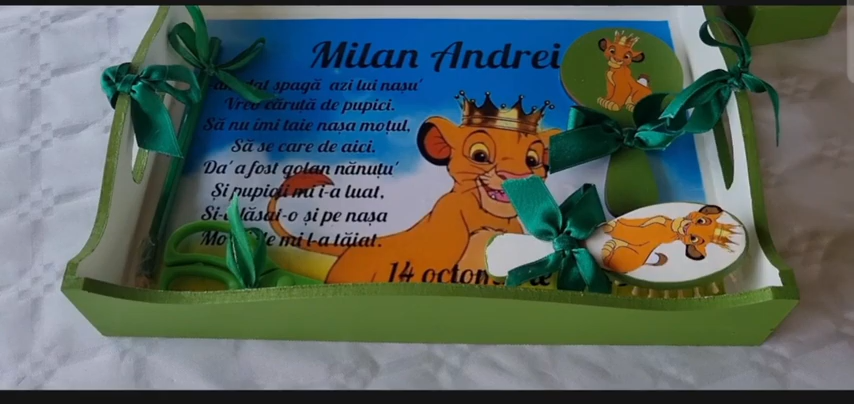 Milan Andrei
dat spagă azi lui nașu'
Vreo căruță de pupici.
Să nu îmi taie nașa moțul,
Să se care de aici.
Da' a fost golan nănuțu'
Și pupicii mi i-a luat,
lăsat-o și pe nașa
mi l-a tăiat.
14